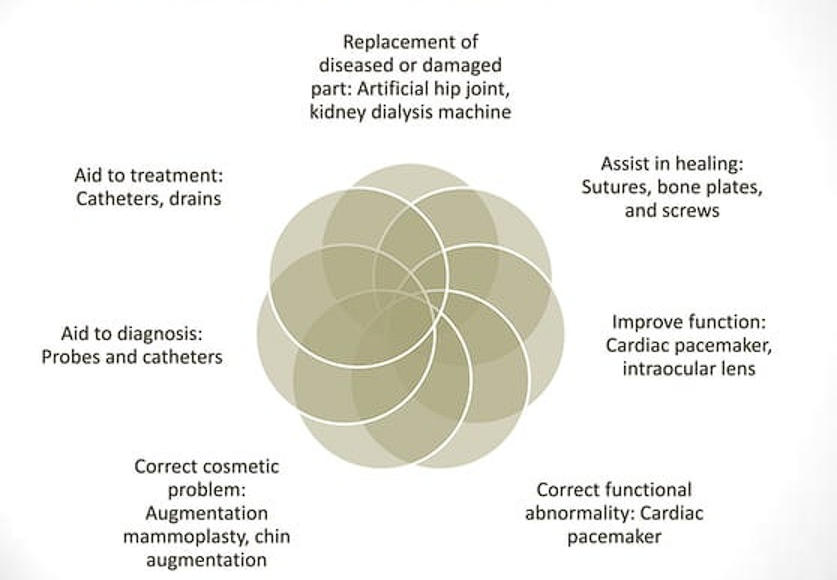 Replacement of
diseased or damaged
part: Artificial hip joint,
kidney dialysis machine
Assist in healing:
Sutures, bone plates,
and screws
Improve function:
Cardiac pacemaker,
intraocular lens
Correct functional
abnormality: Cardiac
pacemaker
Correct cosmetic
problem:
Augmentation
mammoplasty, chin
augmentation
Aid to diagnosis:
Probes and catheters
Aid to treatment:
Catheters, drains